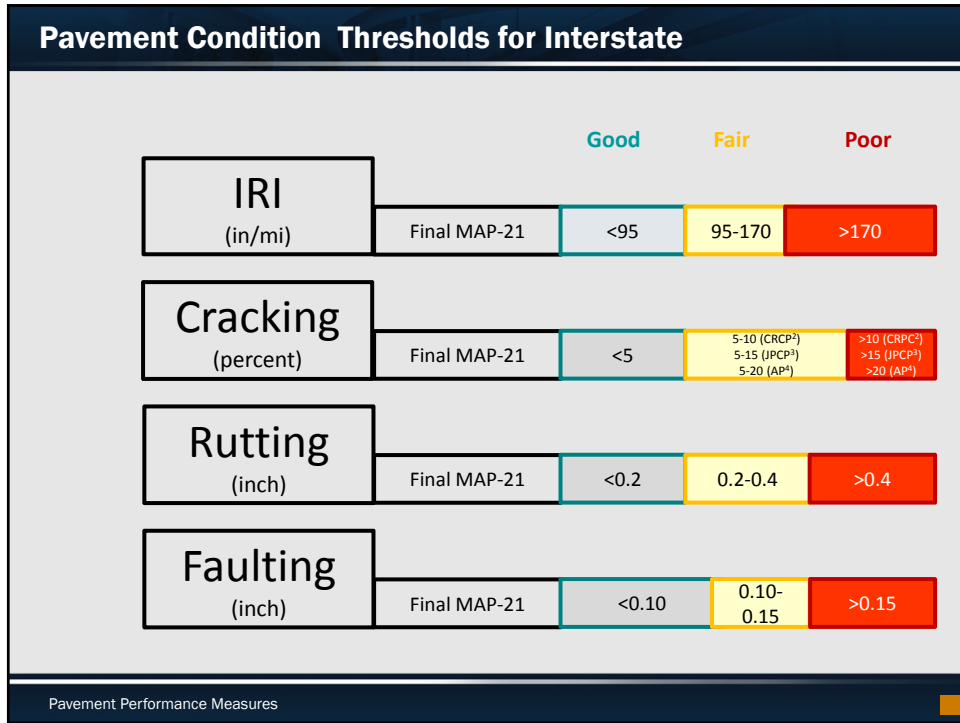 Pavement Condition  Thresholds for Interstate
Good Fair Poor
IRI
(in/mi)
Final MAP-21 <95 95-170 >170
Cracking
(percent)
Final MAP-21 <5
5-10 (CRCP²) >10 (CRPC²)
5-15 (JPCP³) >15 (JPCP³)
5-20 (AP⁴) >20 (AP⁴)
Rutting
(inch)
Final MAP-21 <0.2 0.2-0.4 >0.4
Faulting
(inch)
Final MAP-21 <0.10 0.10-
0.15 >0.15
Pavement Performance Measures